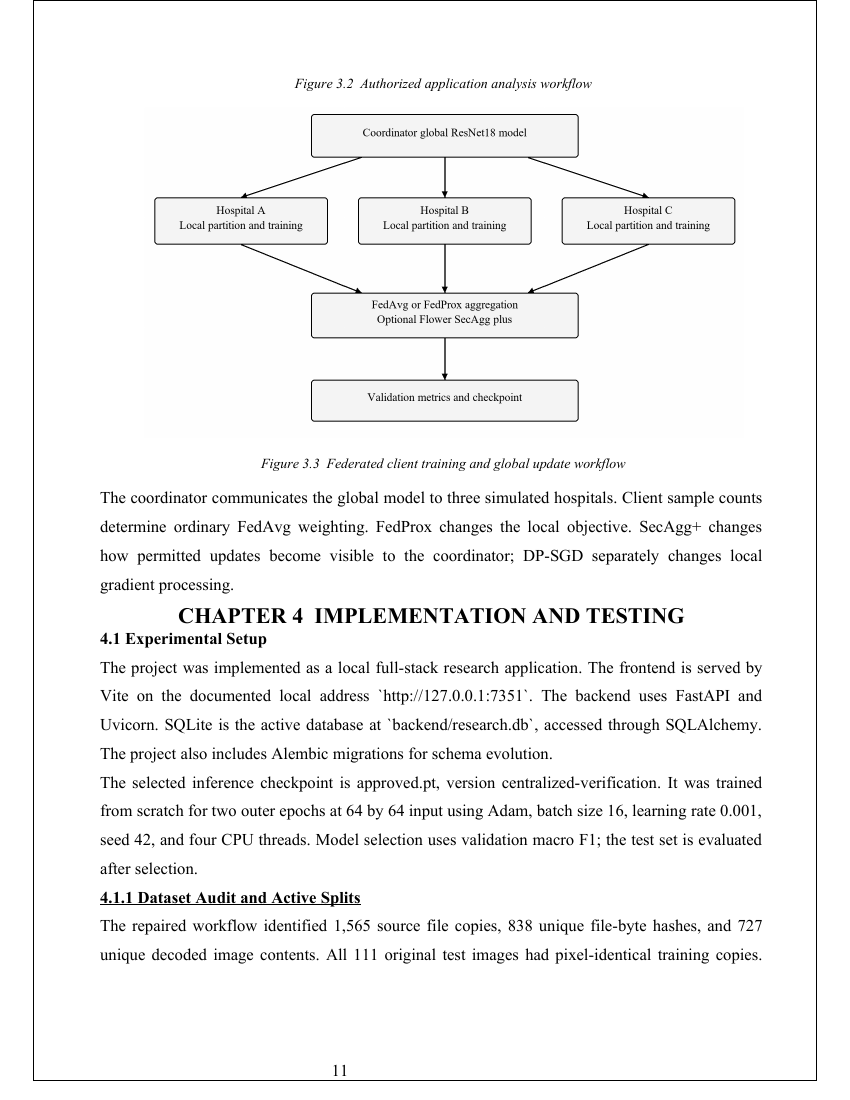 Figure 3.2  Authorized application analysis workflow
Coordinator global ResNet18 model
Hospital A
Local partition and training
Hospital B
Local partition and training
Hospital C
Local partition and training
FedAvg or FedProx aggregation
Optional Flower SecAgg plus
Validation metrics and checkpoint
Figure 3.3  Federated client training and global update workflow
The coordinator communicates the global model to three simulated hospitals. Client sample counts
determine ordinary FedAvg weighting. FedProx changes the local objective. SecAgg+ changes
how permitted updates become visible to the coordinator; DP-SGD separately changes local
gradient processing.
CHAPTER 4  IMPLEMENTATION AND TESTING
4.1 Experimental Setup
The project was implemented as a local full-stack research application. The frontend is served by
Vite on the documented local address `http://127.0.0.1:7351`. The backend uses FastAPI and
Uvicorn. SQLite is the active database at `backend/research.db`, accessed through SQLAlchemy.
The project also includes Alembic migrations for schema evolution.
The selected inference checkpoint is approved.pt, version centralized-verification. It was trained
from scratch for two outer epochs at 64 by 64 input using Adam, batch size 16, learning rate 0.001,
seed 42, and four CPU threads. Model selection uses validation macro F1; the test set is evaluated
after selection.
4.1.1 Dataset Audit and Active Splits
The repaired workflow identified 1,565 source file copies, 838 unique file-byte hashes, and 727
unique decoded image contents. All 111 original test images had pixel-identical training copies.
11